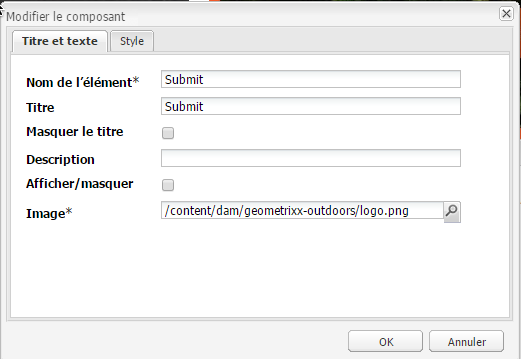 Modifier le composant
Titre et texte Style
Nom de l'élément* Submit
Titre Submit
Masquer le titre
Description
Afficher/masquer
Image* /content/dam/geometrixx-outdoors/logo.png
OK Annuler